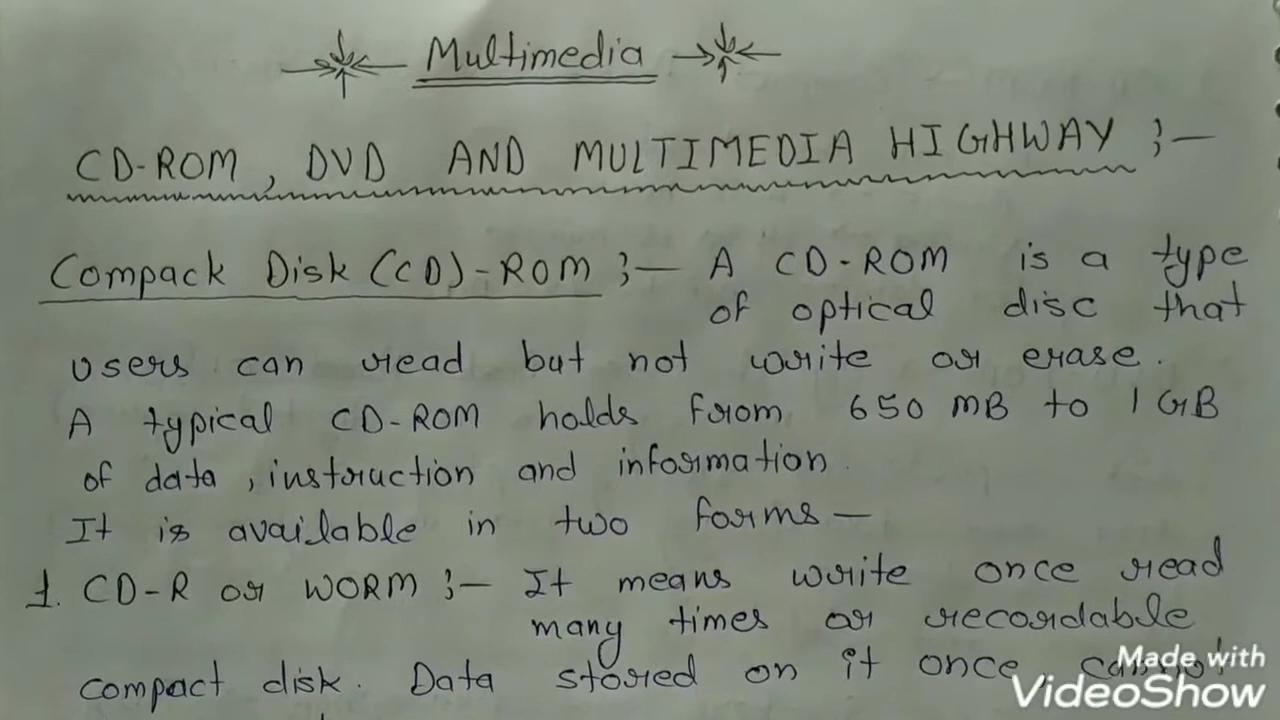 Multimedia
CD-ROM, DVD AND MULTIMEDIA HIGHWAY ;-
Compack Disk (CD)-ROM ;- A CD-ROM is a type
of optical disc that
users can read but not write or erase.
A typical CD-ROM holds from 650 MB to 1 GB
of data, instruction and information.
It is available in two forms -
1. CD-R or WORM ;- It means write once read
many times or recordable
compact disk. Data stored on it once, cannot
Made with
VideoShow